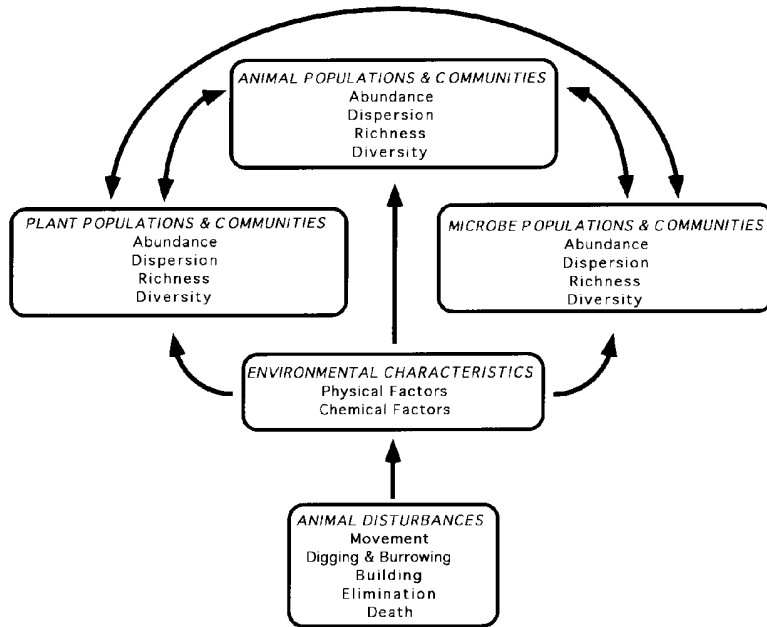 ANIMAL POPULATIONS & COMMUNITIES
Abundance
Dispersion
Richness
Diversity
PLANT POPULATIONS & COMMUNITIES
Abundance
Dispersion
Richness
Diversity
MICROBE POPULATIONS & COMMUNITIES
Abundance
Dispersion
Richness
Diversity
ENVIRONMENTAL CHARACTERISTICS
Physical Factors
Chemical Factors
ANIMAL DISTURBANCES
Movement
Digging & Burrowing
Building
Elimination
Death